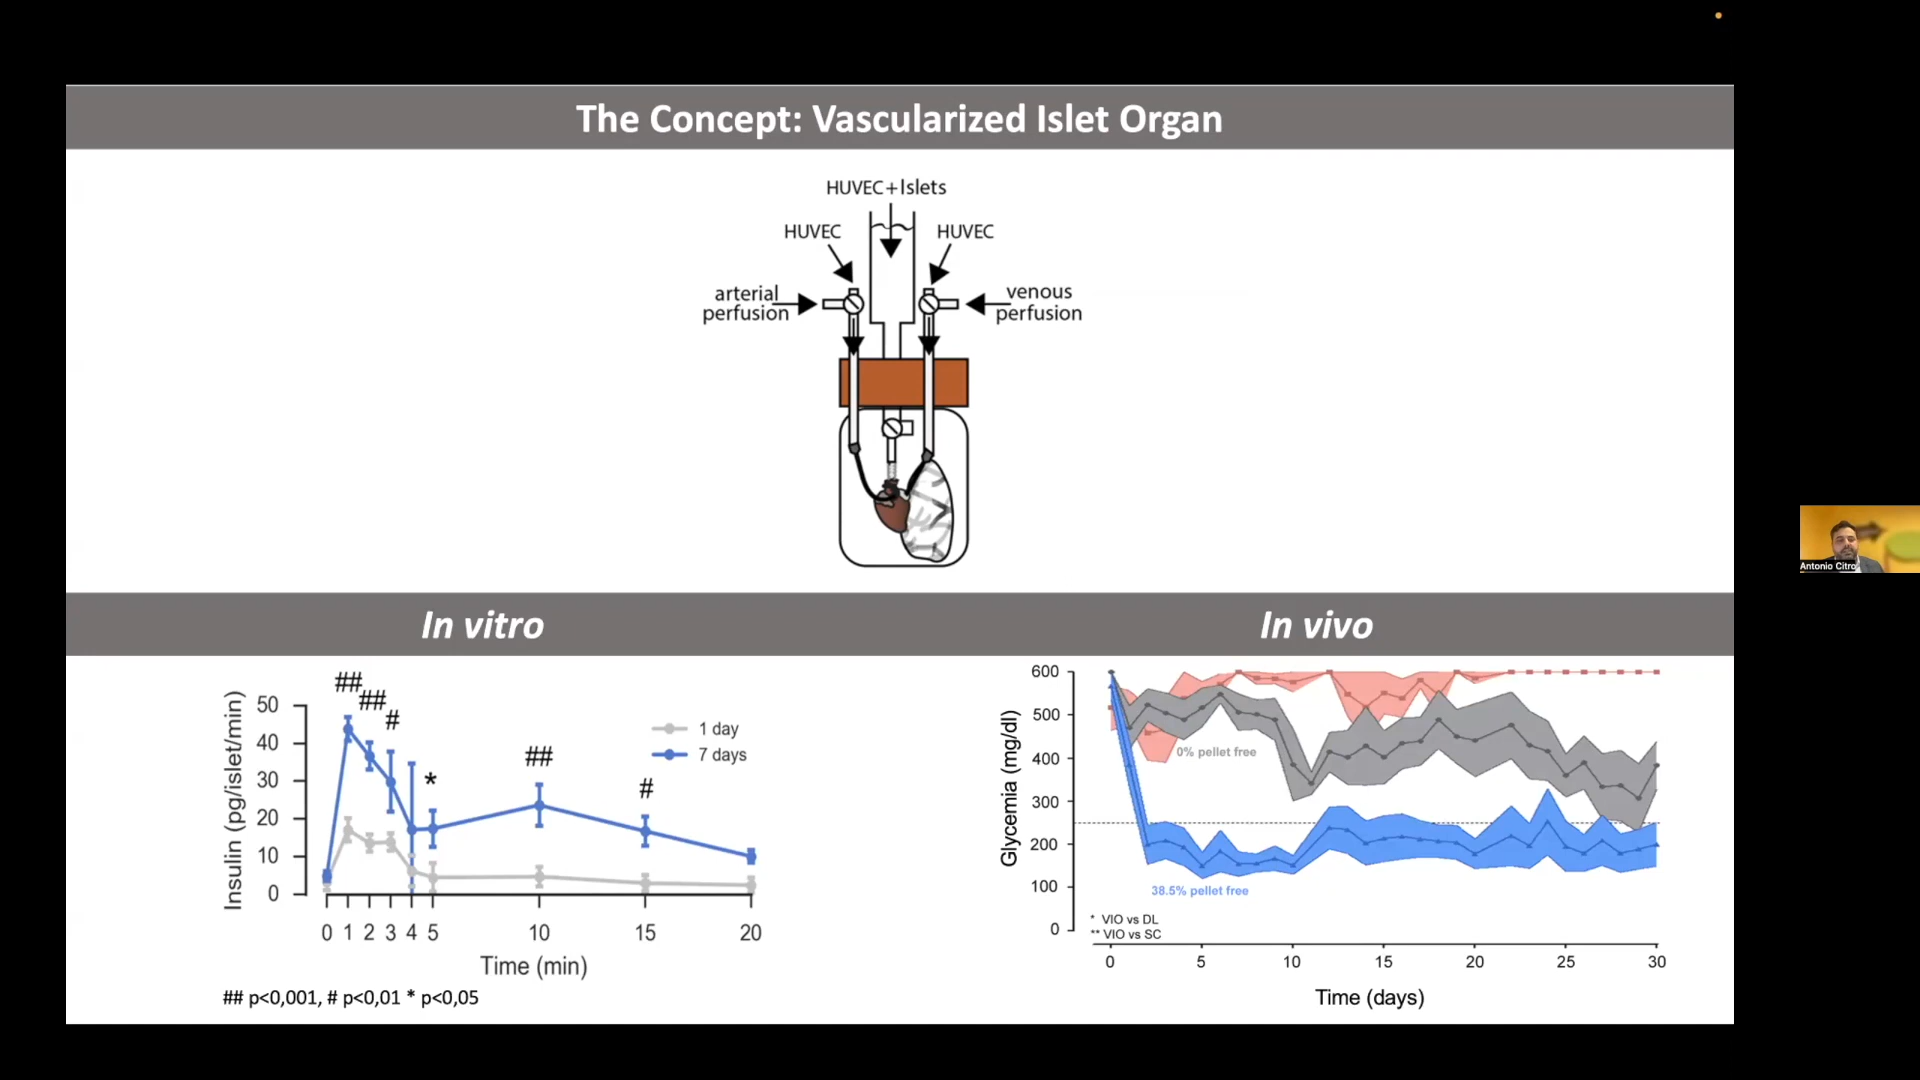 The Concept: Vascularized Islet Organ
HUVEC+Islets
HUVEC
HUVEC
arterial
perfusion
venous
perfusion
In vitro
In vivo
##
##
#
*
##
#
Insulin (pg/islet/min)
50
40
30
20
10
0
1 day
7 days
0 1 2 3 4 5 10 15 20
Time (min)
## p<0,001, # p<0,01 * p<0,05
Glycemia (mg/dl)
600
500
400
300
200
100
0
0% pellet free
38.5% pellet free
* VIO vs DL
** VIO vs SC
0 5 10 15 20 25 30
Time (days)
Antonio Citro